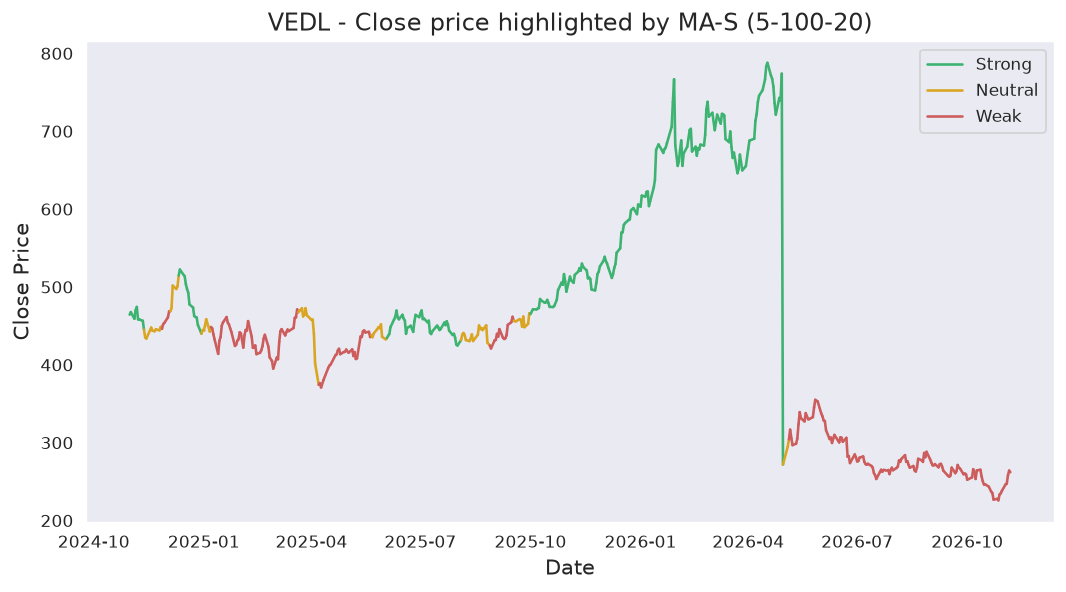 VEDL - Close price highlighted by MA-S (5-100-20)
Strong
Neutral
Weak
Close Price
800
700
600
500
400
300
200
2024-10
2025-01
2025-04
2025-07
2025-10
2026-01
2026-04
2026-07
2026-10
Date